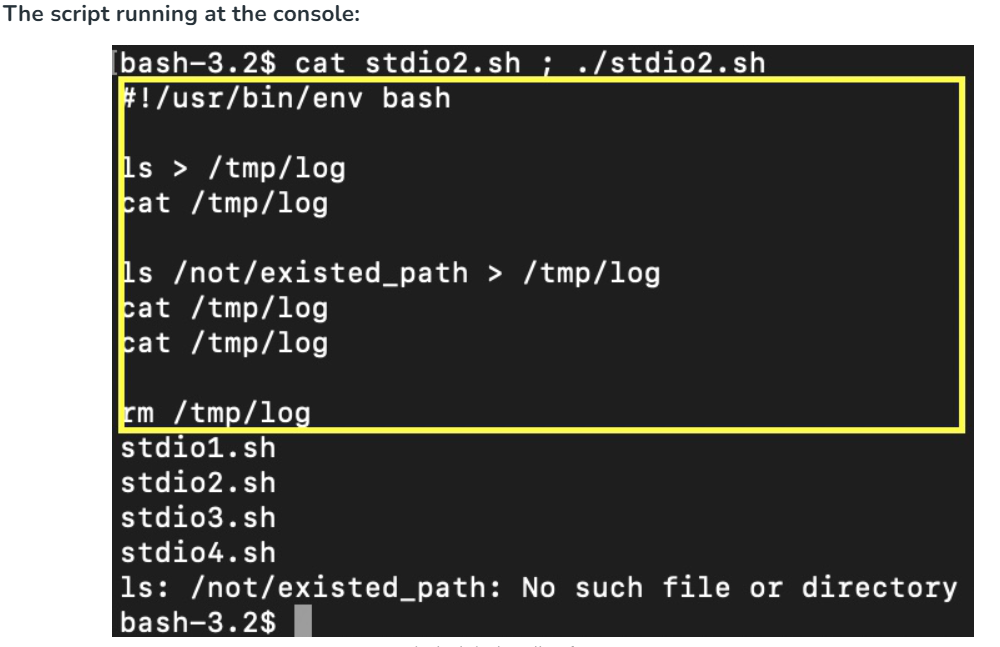 The script running at the console:
[bash-3.2$ cat stdio2.sh ; ./stdio2.sh
#!/usr/bin/env bash
ls > /tmp/log
cat /tmp/log
ls /not/existed_path > /tmp/log
cat /tmp/log
cat /tmp/log
rm /tmp/log
stdio1.sh
stdio2.sh
stdio3.sh
stdio4.sh
ls: /not/existed_path: No such file or directory
bash-3.2$